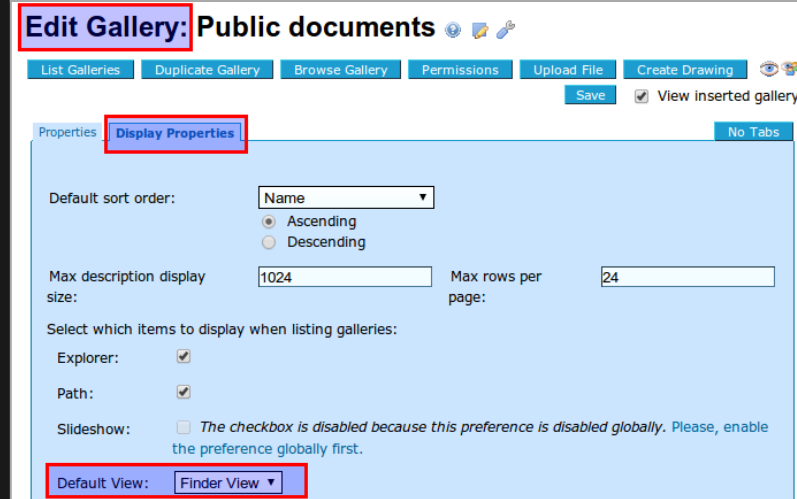 Edit Gallery: Public documents
List Galleries Duplicate Gallery Browse Gallery Permissions Upload File Create Drawing
Save View inserted gallery
Properties Display Properties No Tabs
Default sort order: Name
Ascending
Descending
Max description display size: 1024 Max rows per page: 24
Select which items to display when listing galleries:
Explorer:
Path:
Slideshow: The checkbox is disabled because this preference is disabled globally. Please, enable
the preference globally first.
Default View: Finder View